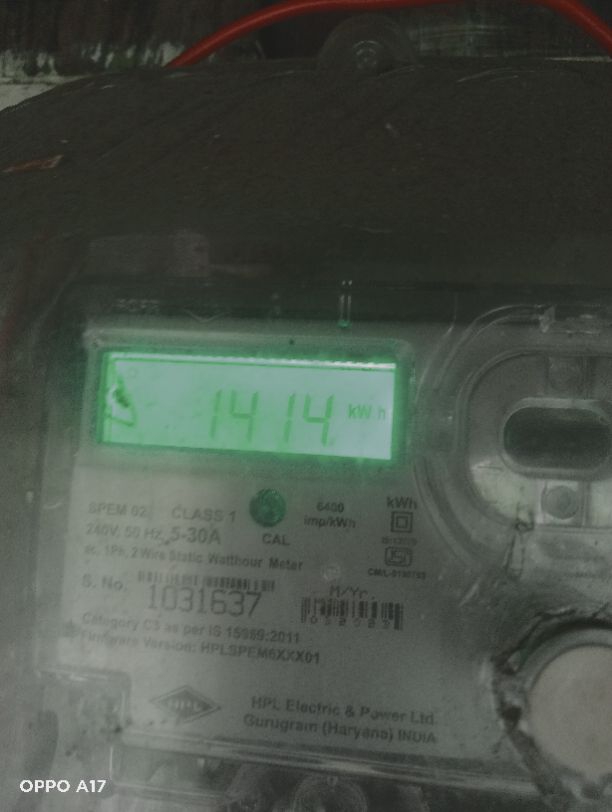 1414 kWh
SPEM 02 CLASS 1
6400
imp/kWh
kWh
240V, 50 Hz, 5-30A
CAL
ac, 1Ph, 2 Wire Static Watthour Meter
S. No.
1031637
M/Yr.
Category C3 as per IS 15959:2011
Firmware Version: HPLSPEM6XXX01
HPL
HPL Electric & Power Ltd.
Gurugram (Haryana) INDIA
OPPO A17